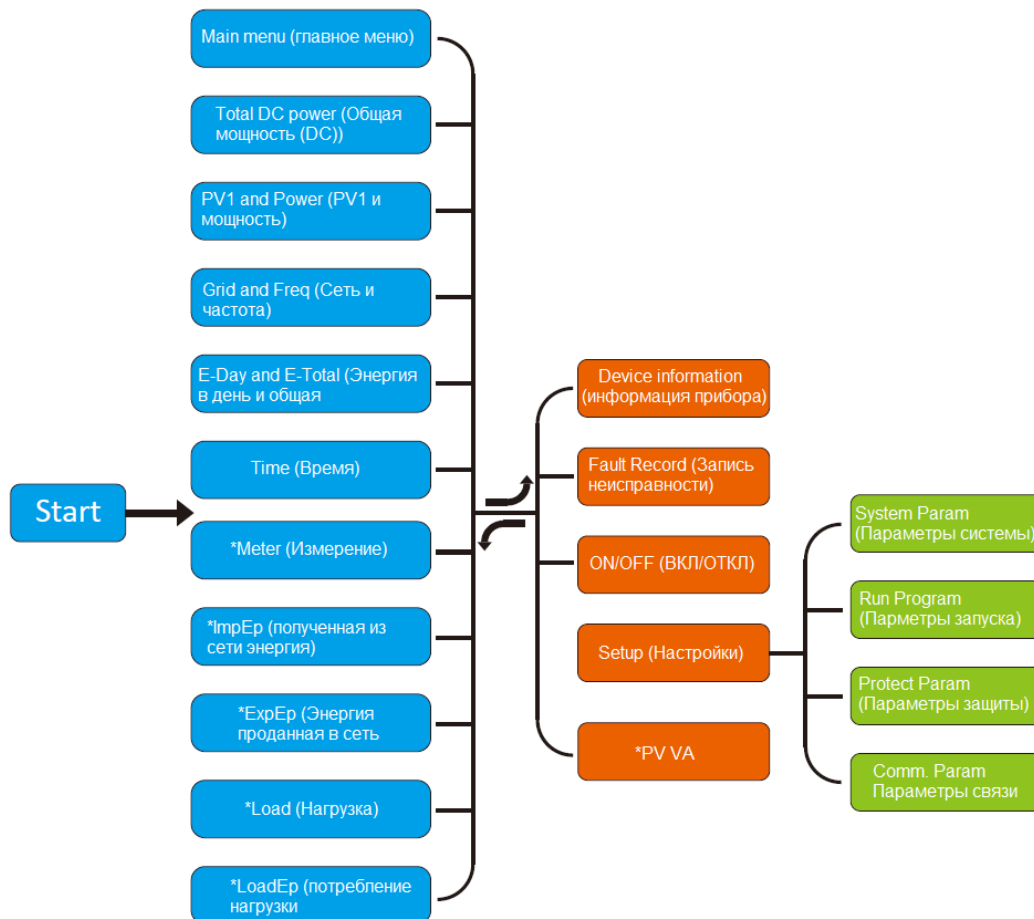 Main menu (главное меню)
Total DC power (Общая
мощность (DC))
PV1 and Power (PV1 и
мощность)
Grid and Freq (Сеть и
частота)
E-Day and E-Total (Энергия
в день и общая
Time (Время)
*Meter (Измерение)
*ImpEp (полученная из
сети энергия)
*ExpEp (Энергия
проданная в сеть
*Load (Нагрузка)
*LoadEp (потребление
нагрузки
Start
Device information
(информация прибора)
Fault Record (Запись
неисправности)
ON/OFF (ВКЛ/ОТКЛ)
Setup (Настройки)
*PV VA
System Param
(Параметры системы)
Run Program
(Парметры запуска)
Protect Param
(Параметры защиты)
Comm. Param
Параметры связи